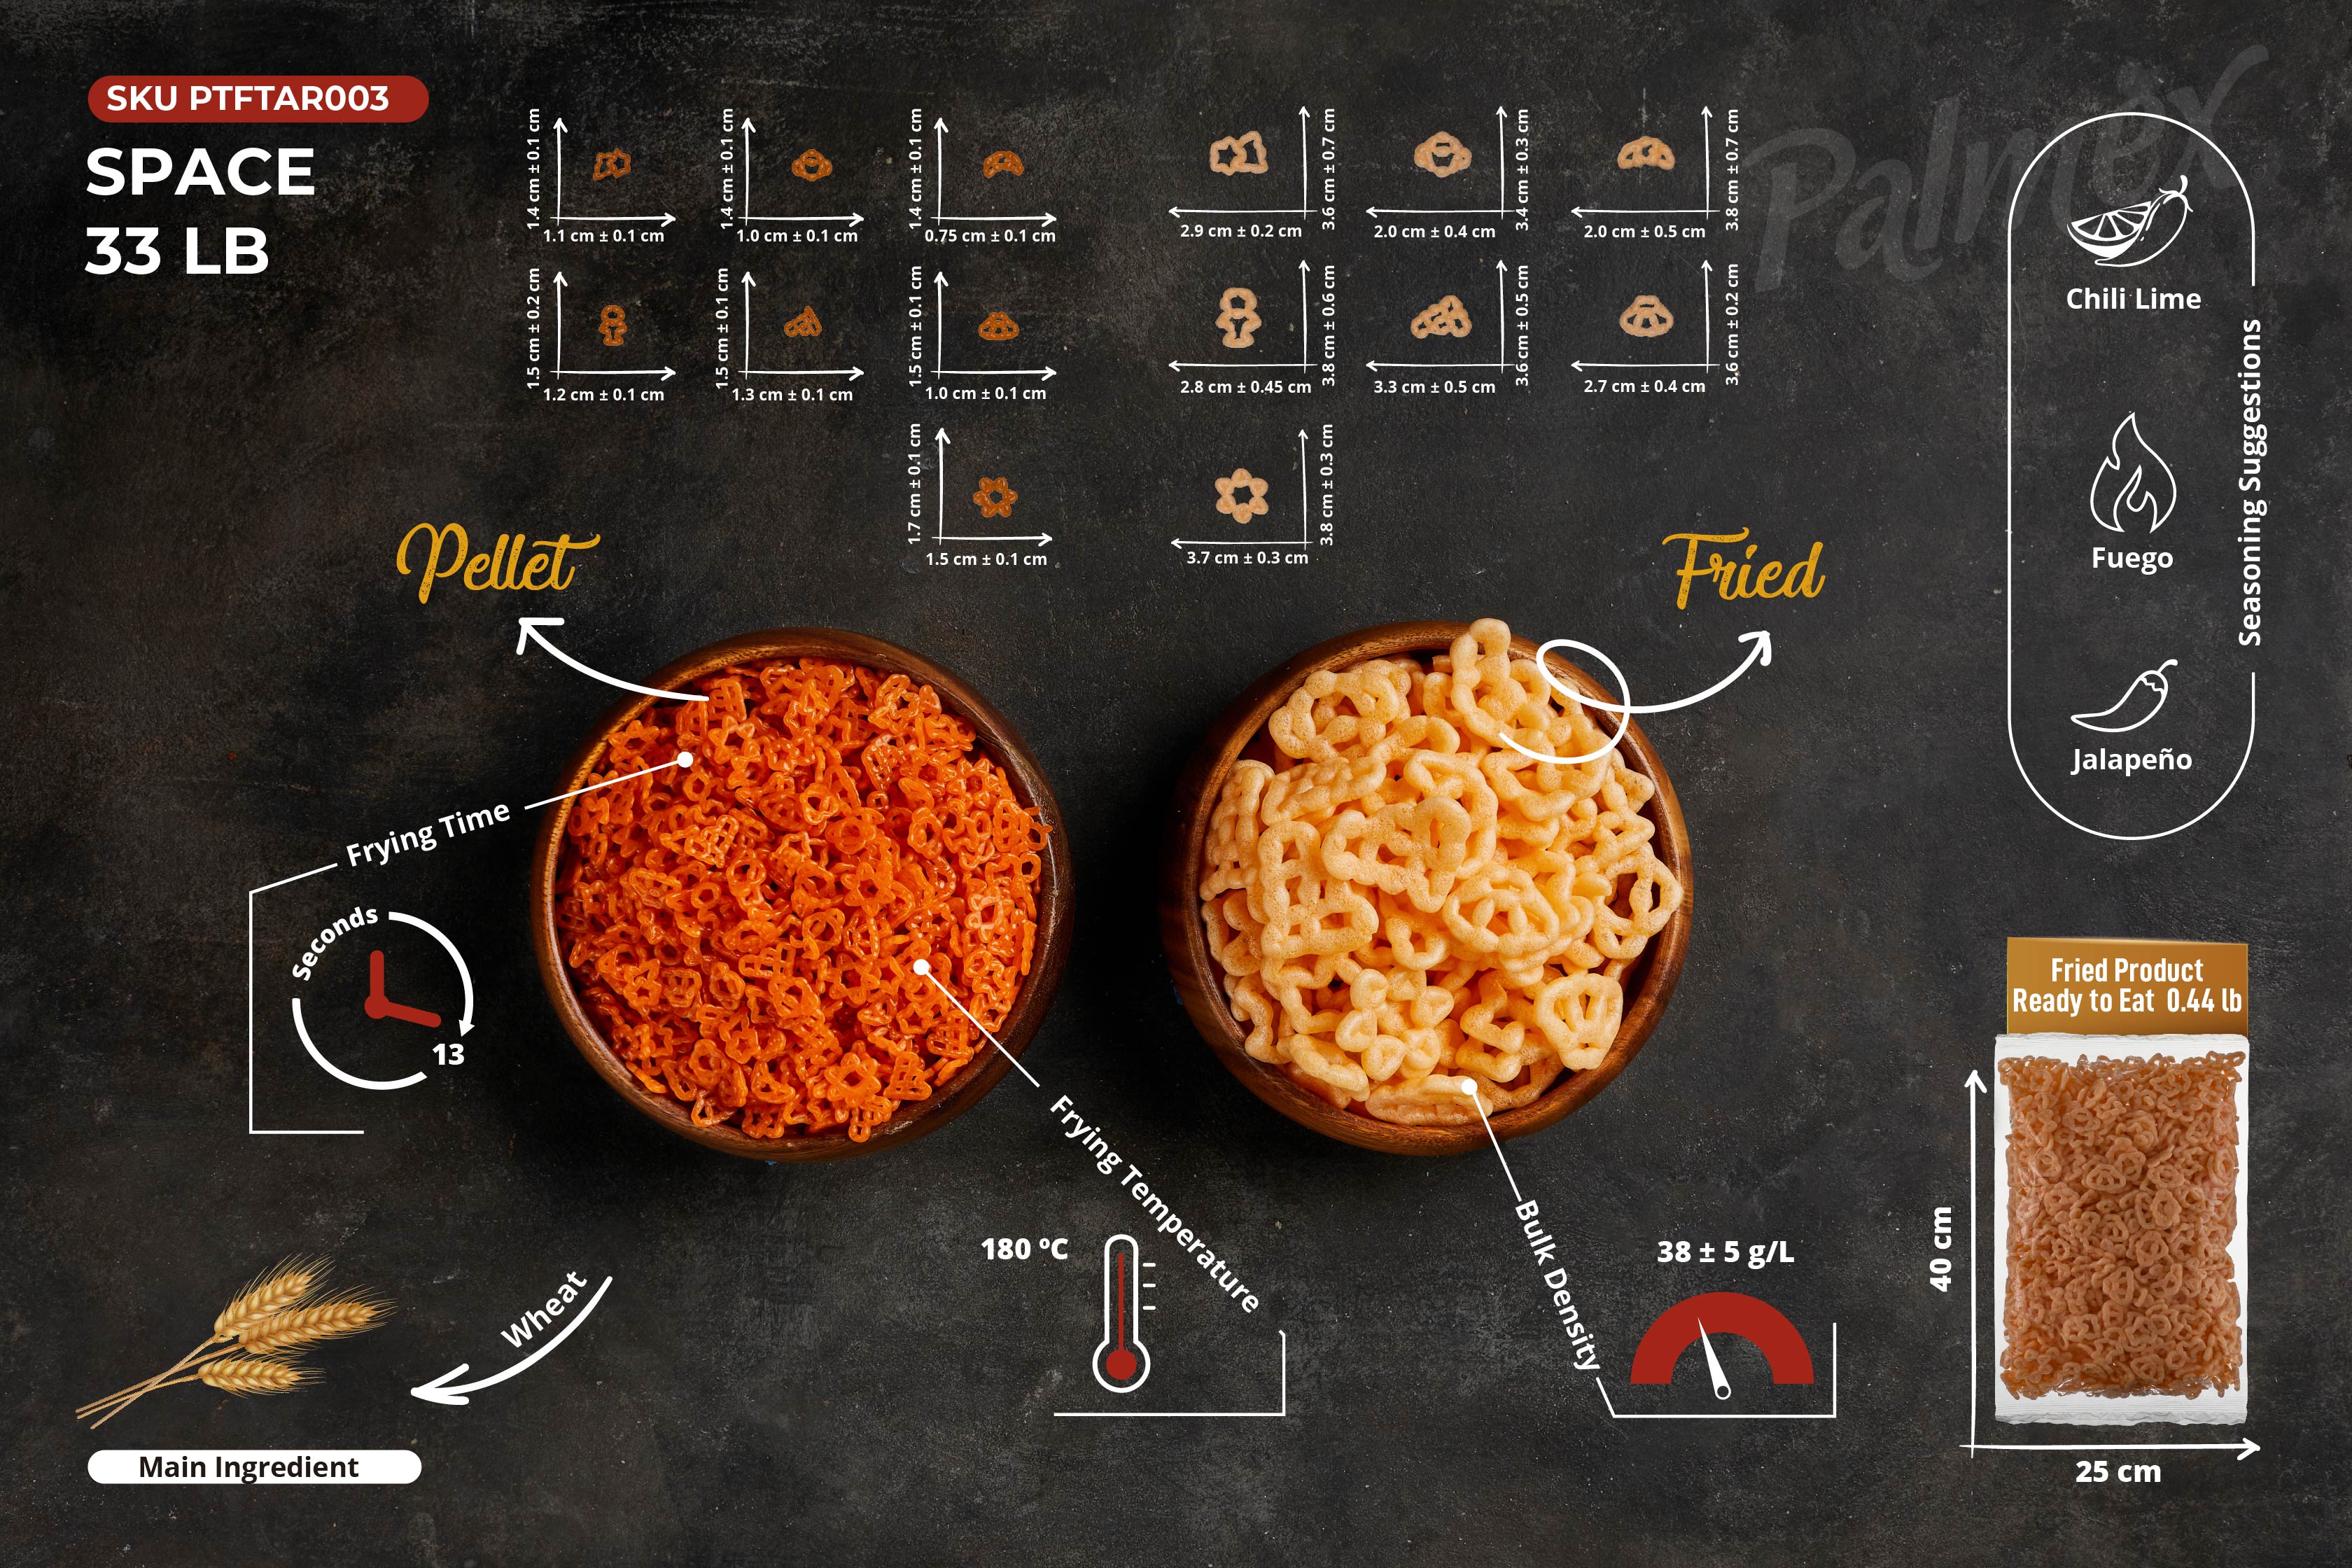 SKU PTFTAR003
SPACE
33 LB
Palmex
1.4 cm ± 0.1 cm
1.1 cm ± 0.1 cm
1.4 cm ± 0.1 cm
1.0 cm ± 0.1 cm
1.4 cm ± 0.1 cm
0.75 cm ± 0.1 cm
2.9 cm ± 0.2 cm
3.6 cm ± 0.7 cm
2.0 cm ± 0.4 cm
3.4 cm ± 0.3 cm
2.0 cm ± 0.5 cm
3.8 cm ± 0.7 cm
1.5 cm ± 0.2 cm
1.2 cm ± 0.1 cm
1.5 cm ± 0.1 cm
1.3 cm ± 0.1 cm
1.5 cm ± 0.1 cm
1.0 cm ± 0.1 cm
2.8 cm ± 0.45 cm
3.8 cm ± 0.6 cm
3.3 cm ± 0.5 cm
3.6 cm ± 0.5 cm
2.7 cm ± 0.4 cm
3.6 cm ± 0.2 cm
1.7 cm ± 0.1 cm
1.5 cm ± 0.1 cm
3.7 cm ± 0.3 cm
3.8 cm ± 0.3 cm
Chili Lime
Fuego
Jalapeño
Seasoning Suggestions
Pellet
Fried
Frying Time
Seconds
13
Frying Temperature
180 ºC
Bulk Density
38 ± 5 g/L
Wheat
Main Ingredient
Fried Product
Ready to Eat 0.44 lb
40 cm
25 cm